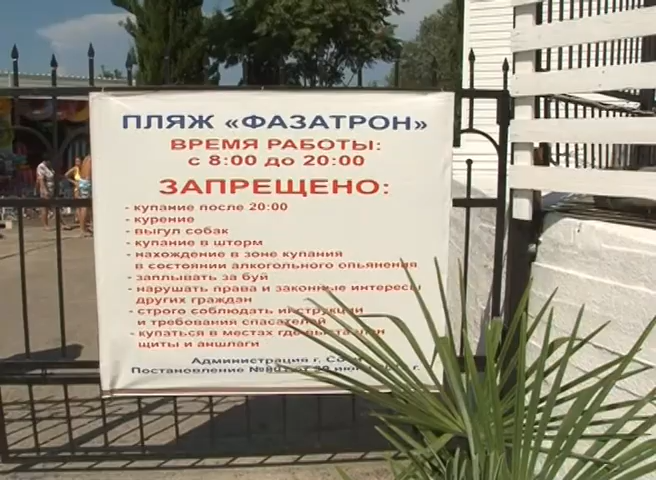 ПЛЯЖ «ФАЗАТРОН»
ВРЕМЯ РАБОТЫ:
с 8:00 до 20:00
ЗАПРЕЩЕНО:
- купание после 20:00
- курение
- выгул собак
- купание в шторм
- нахождение в зоне купания
в состоянии алкогольного опьянения
- заплывать за буй
- нарушать права и законные интересы
других граждан
- строго соблюдать инструкции
и требования спасателей
- купаться в местах где
щиты и аншлаги
Администрация г.
Постановление